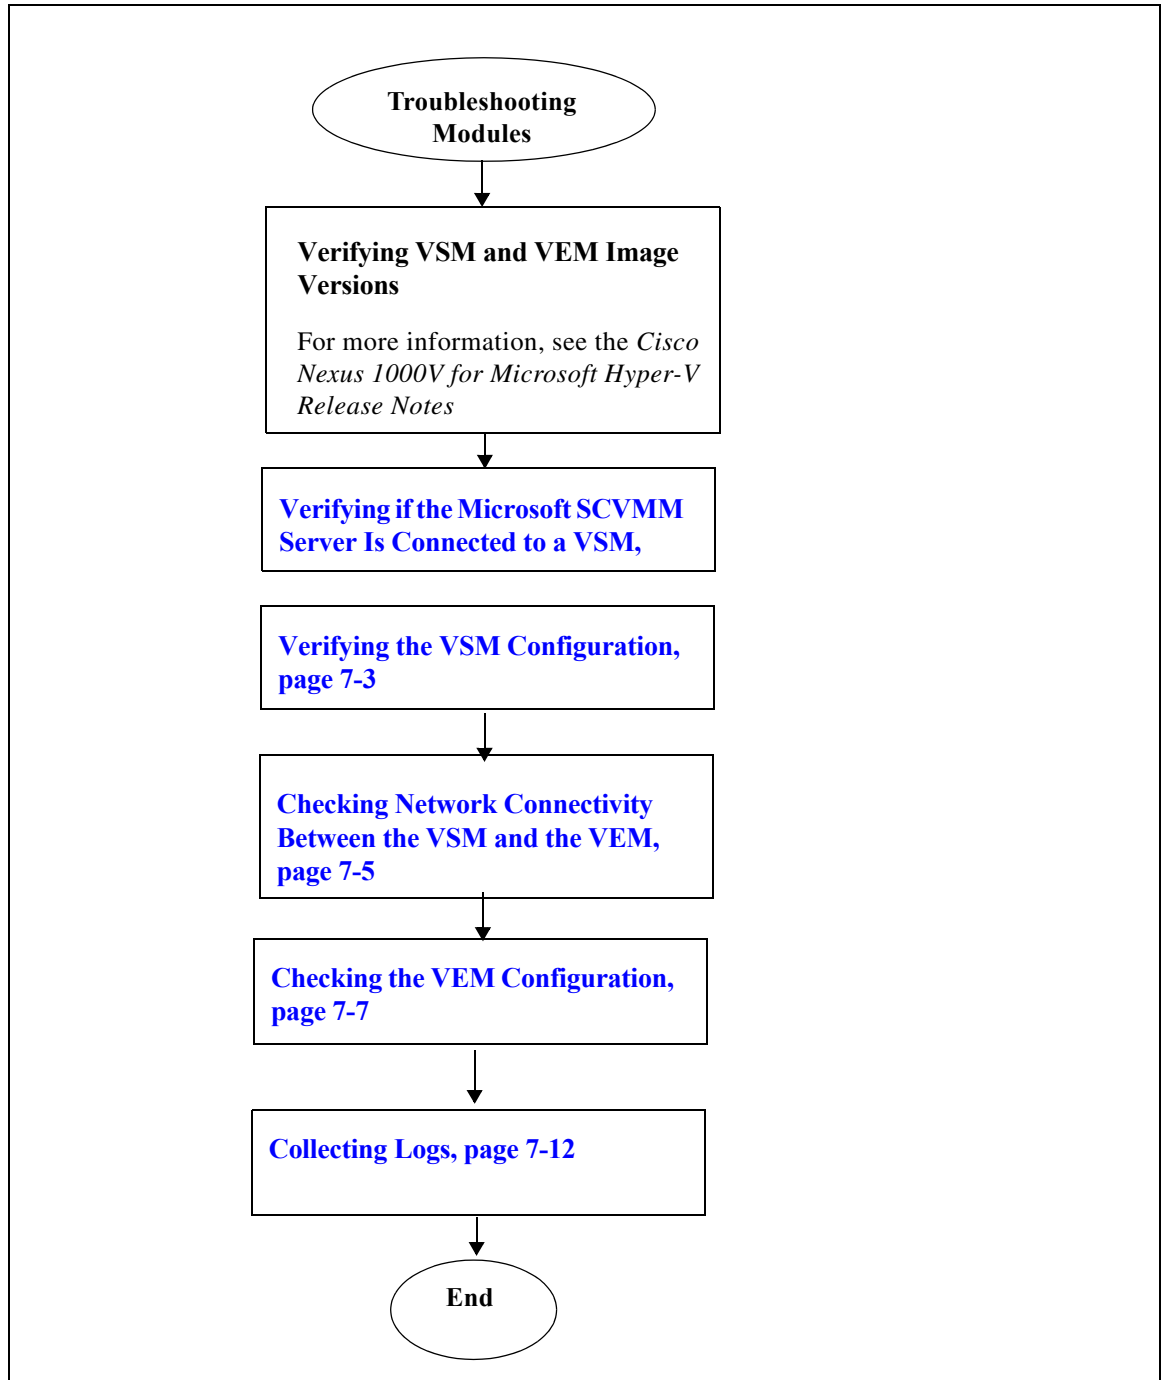 Troubleshooting
Modules
Verifying VSM and VEM Image
Versions
For more information, see the Cisco
Nexus 1000V for Microsoft Hyper-V
Release Notes
Verifying if the Microsoft SCVMM
Server Is Connected to a VSM,
Verifying the VSM Configuration,
page 7-3
Checking Network Connectivity
Between the VSM and the VEM,
page 7-5
Checking the VEM Configuration,
page 7-7
Collecting Logs, page 7-12
End